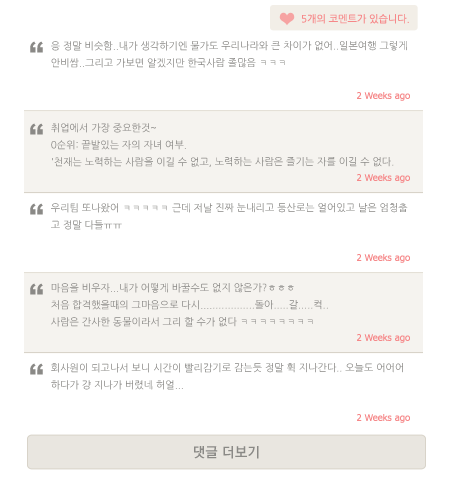 5개의 코멘트가 있습니다.
응 정말 비슷함..내가 생각하기엔 물가도 우리나라와 큰 차이가 없어..일본여행 그렇게
안비쌈..그리고 가보면 알겠지만 한국사람 졸많음 ㅋㅋㅋ
2 Weeks ago
취업에서 가장 중요한것~
0순위: 끝발있는 자의 자녀 여부.
'천재는 노력하는 사람을 이길 수 없고, 노력하는 사람은 즐기는 자를 이길 수 없다.
2 Weeks ago
우리팀 또나왔어 ㅋㅋㅋㅋㅋ 근데 저날 진짜 눈내리고 등산로는 얼어있고 날은 엄청춥
고 정말 다들ㅠㅠ
2 Weeks ago
마음을 비우자...내가 어떻게 바꿀수도 없지 않은가?ㅎㅎㅎ
처음 합격했을때의 그마음으로 다시..................돌아.....갈.....컥..
사람은 간사한 동물이라서 그리 할 수가 없다 ㅋㅋㅋㅋㅋㅋㅋㅋ
2 Weeks ago
회사원이 되고나서 보니 시간이 빨리감기로 감는듯 정말 휙 지나간다.. 오늘도 어어어
하다가 걍 지나가 버렸네 허얼...
2 Weeks ago
댓글 더보기